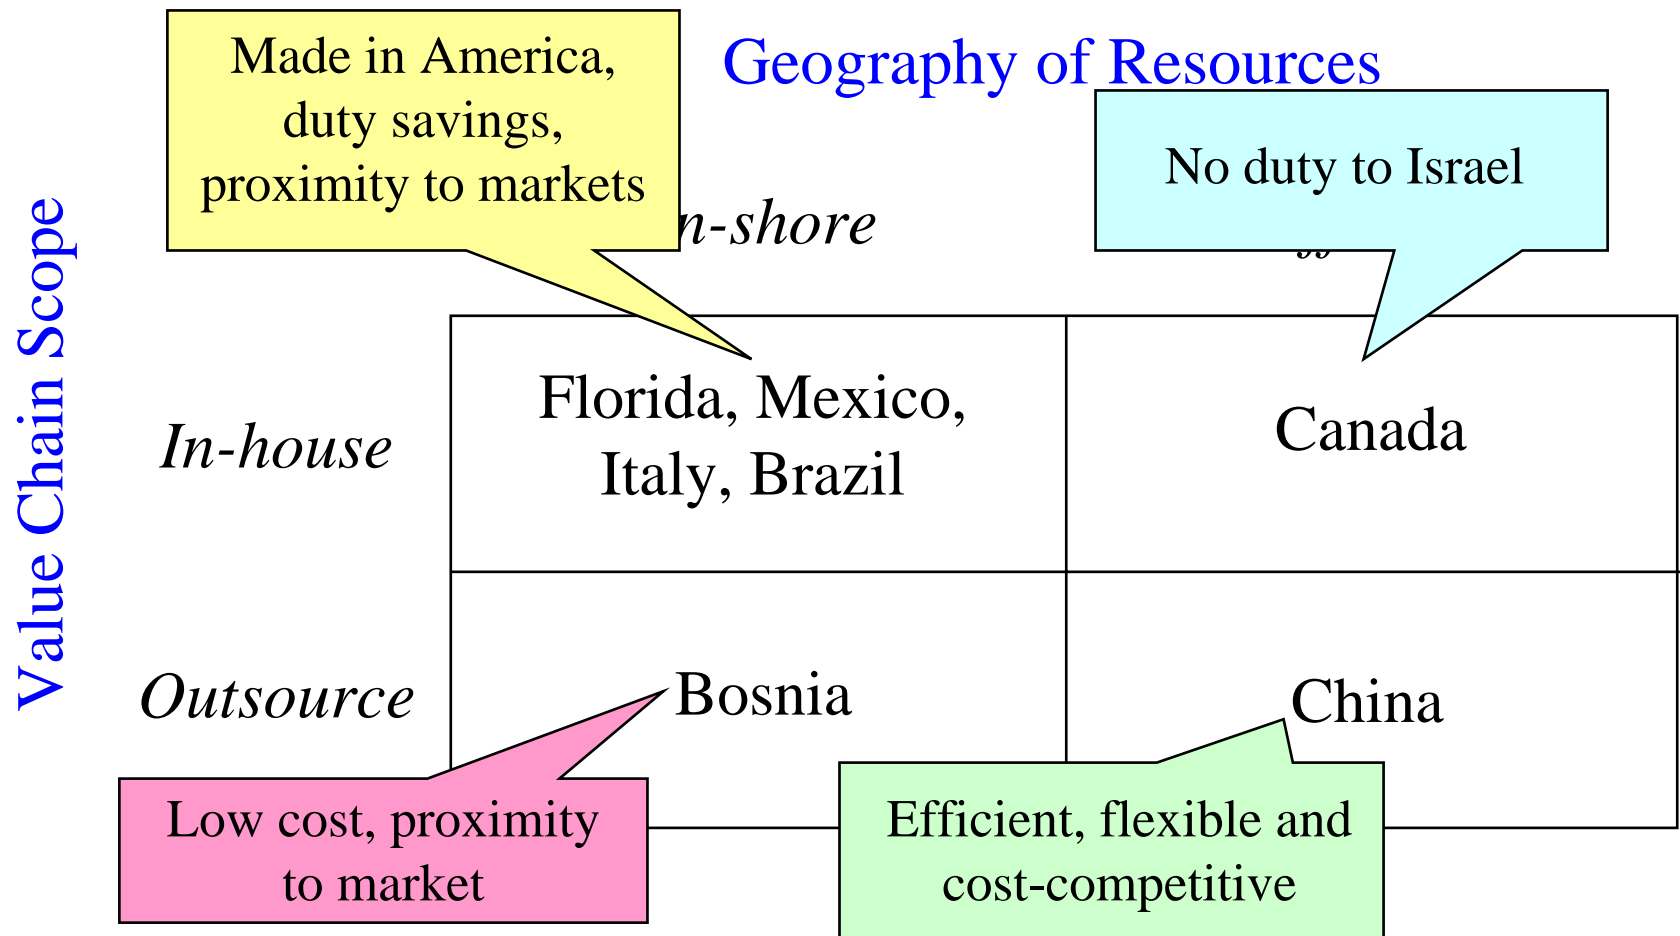 Made in America,
duty savings,
proximity to markets
Geography of Resources
No duty to Israel
n-shore
Value Chain Scope
In-house
Florida, Mexico,
Italy, Brazil
Canada
Outsource
Bosnia
China
Low cost, proximity
to market
Efficient, flexible and
cost-competitive